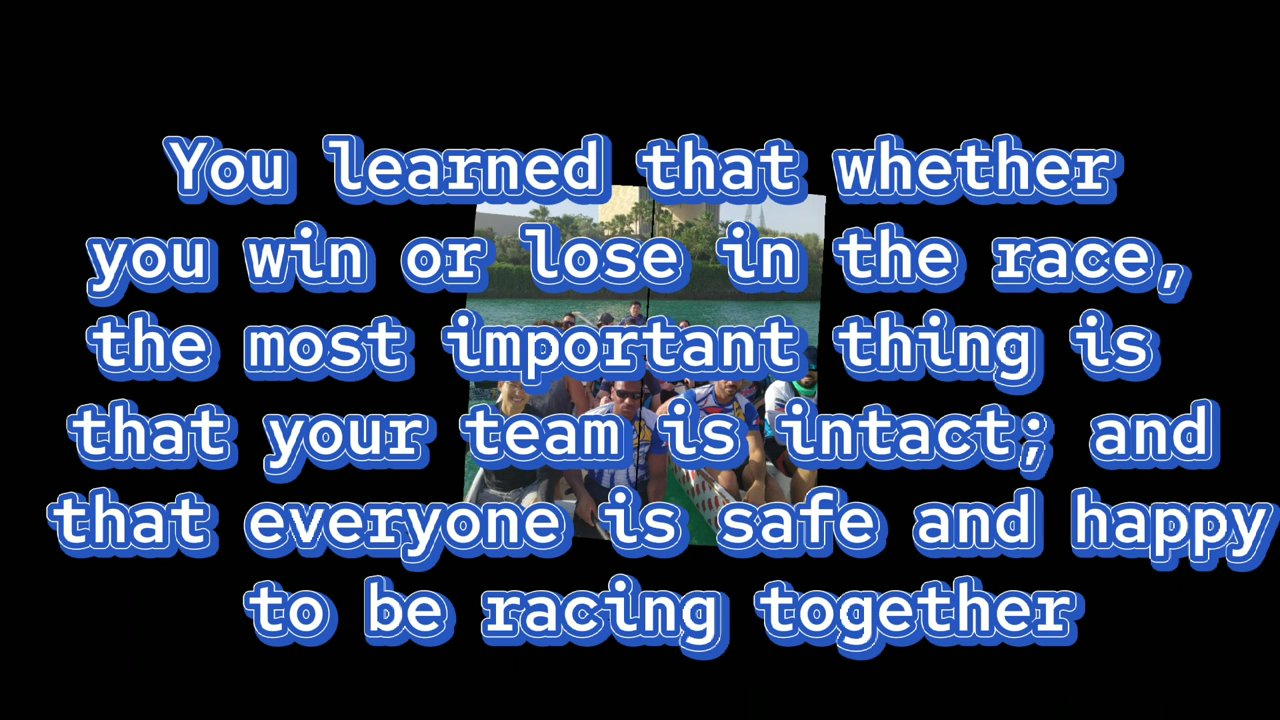 You learned that whether
you win or lose in the race,
the most important thing is
that your team is intact; and
that everyone is safe and happy
to be racing together